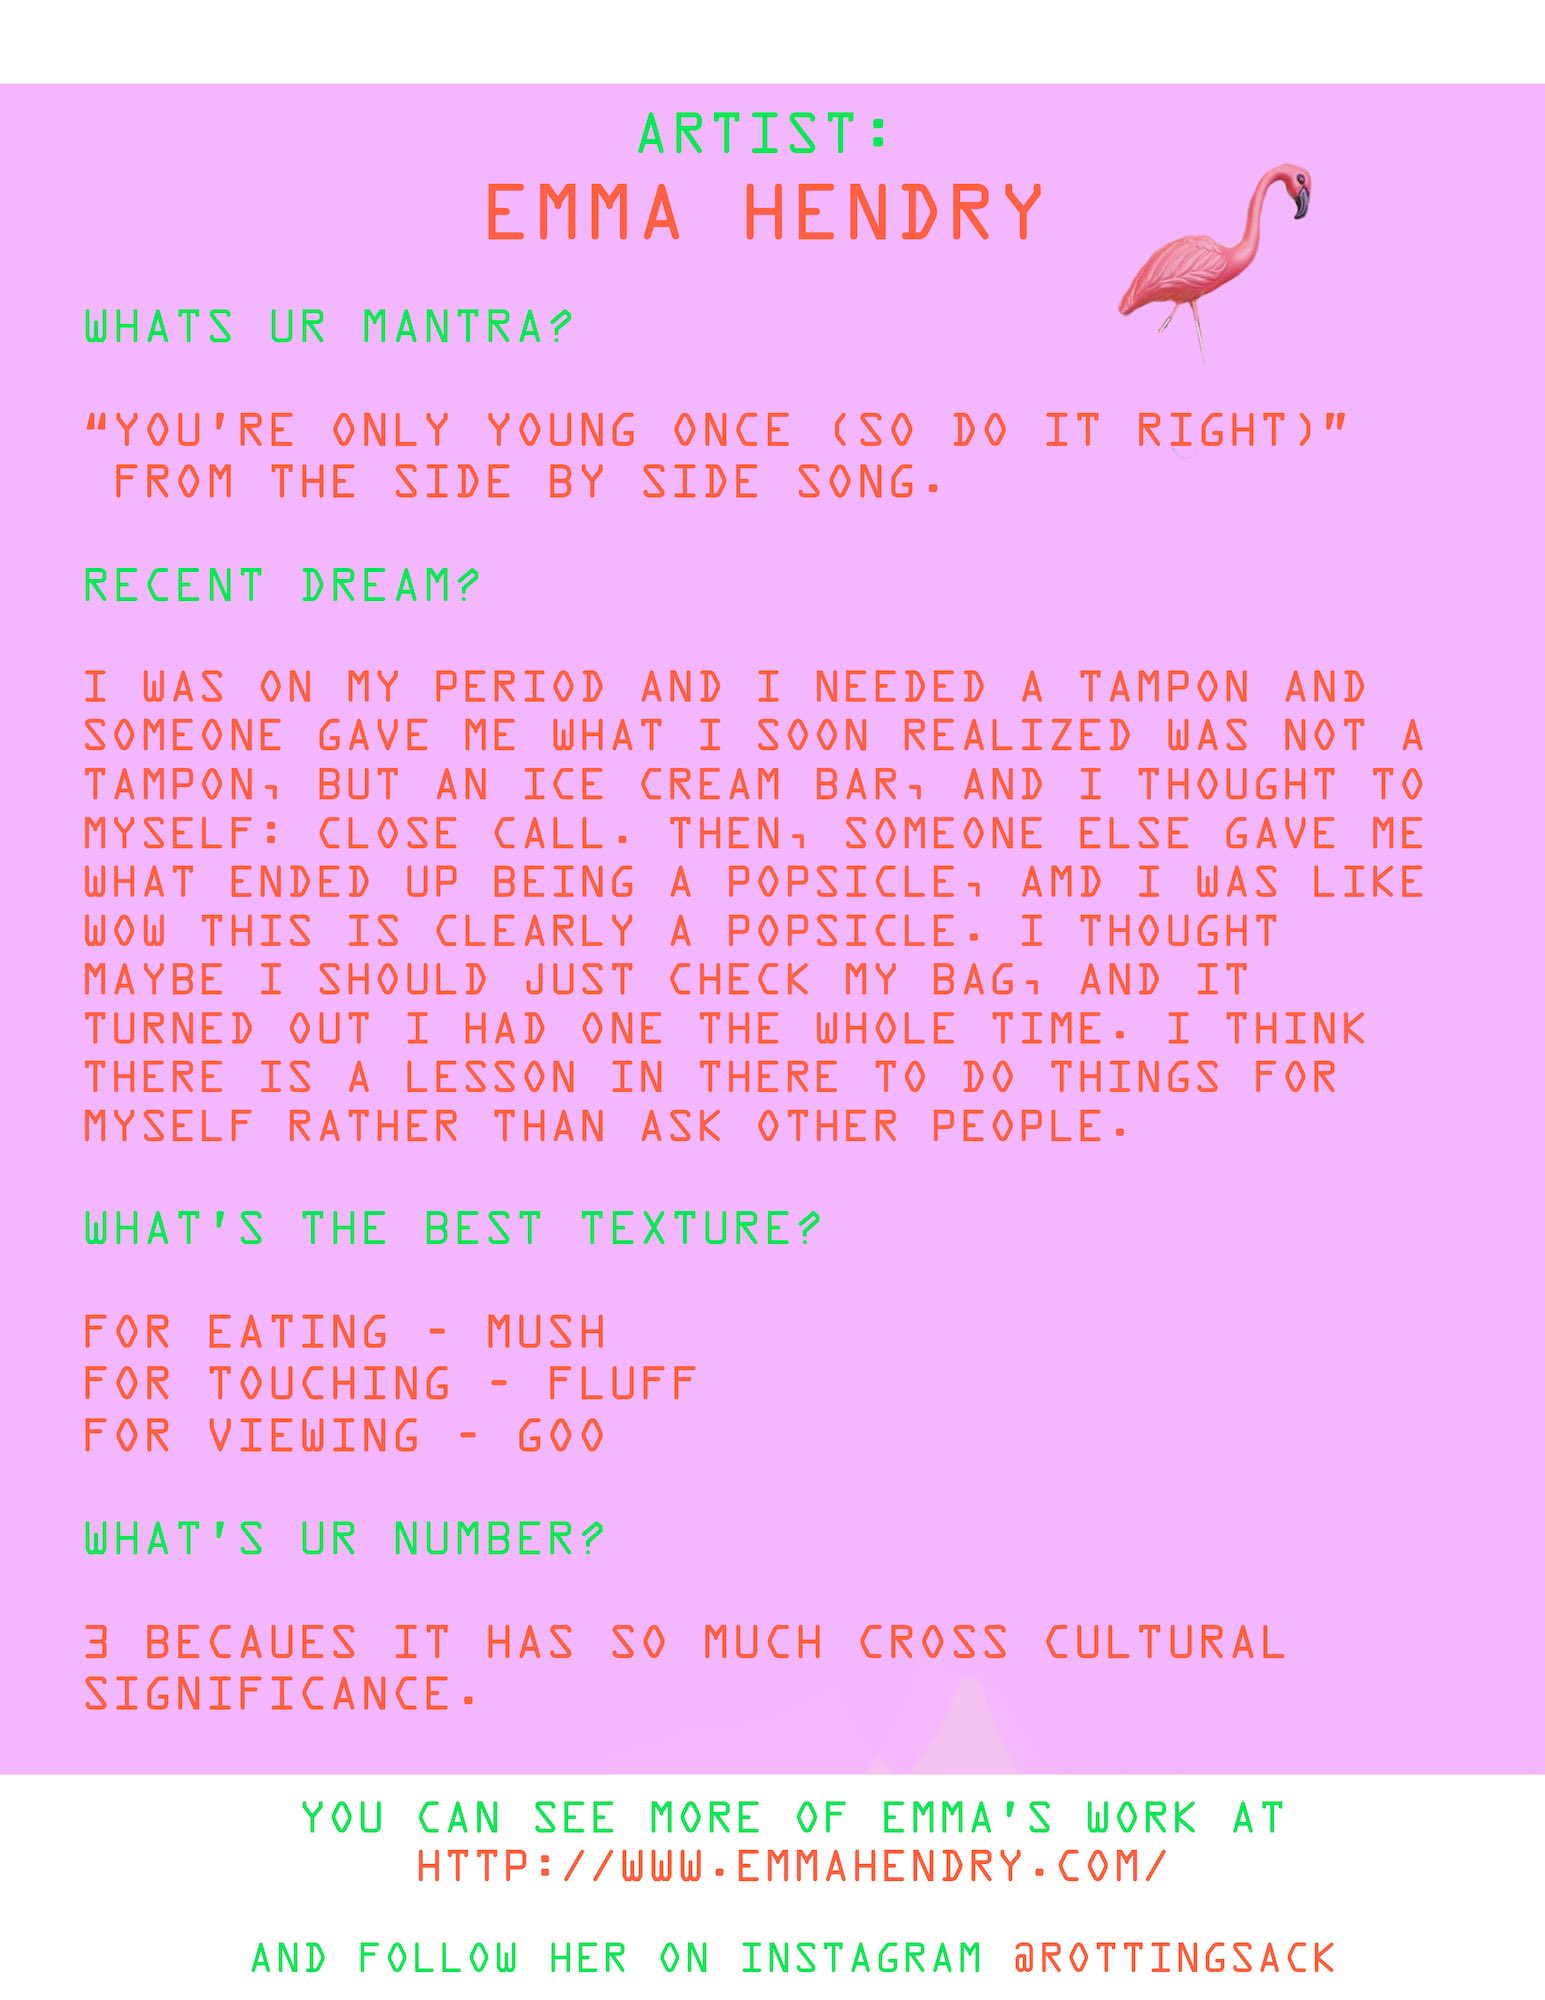 ARTIST:
EMMA HENDRY
WHATS UR MANTRA?
“YOU'RE ONLY YOUNG ONCE (SO DO IT RIGHT)”
FROM THE SIDE BY SIDE SONG.
RECENT DREAM?
I WAS ON MY PERIOD AND I NEEDED A TAMPON AND
SOMEONE GAVE ME WHAT I SOON REALIZED WAS NOT A
TAMPON, BUT AN ICE CREAM BAR, AND I THOUGHT TO
MYSELF: CLOSE CALL. THEN, SOMEONE ELSE GAVE ME
WHAT ENDED UP BEING A POPSICLE, AMD I WAS LIKE
WOW THIS IS CLEARLY A POPSICLE. I THOUGHT
MAYBE I SHOULD JUST CHECK MY BAG, AND IT
TURNED OUT I HAD ONE THE WHOLE TIME. I THINK
THERE IS A LESSON IN THERE TO DO THINGS FOR
MYSELF RATHER THAN ASK OTHER PEOPLE.
WHAT'S THE BEST TEXTURE?
FOR EATING - MUSH
FOR TOUCHING - FLUFF
FOR VIEWING - GOO
WHAT'S UR NUMBER?
3 BECAUES IT HAS SO MUCH CROSS CULTURAL
SIGNIFICANCE.
YOU CAN SEE MORE OF EMMA'S WORK AT
HTTP://WWW.EMMAHENDRY.COM/
AND FOLLOW HER ON INSTAGRAM @ROTTINGSACK